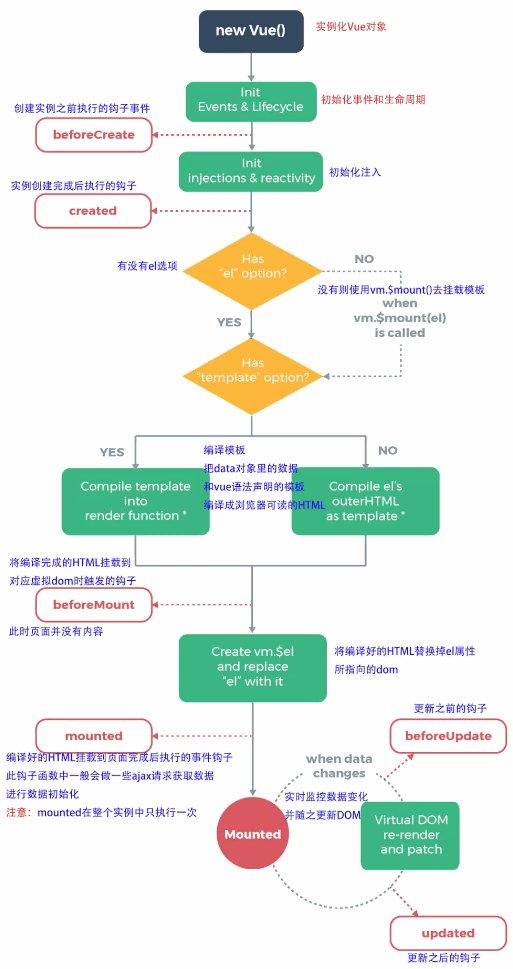 new Vue()
实例化Vue对象
Init
Events & Lifecycle
初始化事件和生命周期
创建实例之前执行的钩子事件
beforeCreate
Init
injections & reactivity
初始化注入
实例创建完成后执行的钩子
created
有没有el选项
Has
“el” option?
NO
没有则使用vm.$mount()去挂载模板
when
vm.$mount(el)
is called
YES
Has
“template” option?
YES
编译模板
把data对象里的数据
和vue语法声明的模板
编译成浏览器可读的HTML
NO
Compile template
into
render function *
Compile el's
outerHTML
as template *
将编译完成的HTML挂载到
对应虚拟dom时触发的钩子
beforeMount
此时页面并没有内容
Create vm.$el
and replace
“el” with it
将编译好的HTML替换掉el属性
所指向的dom
mounted
编译好的HTML挂载到页面完成后执行的事件钩子
此钩子函数中一般会做一些ajax请求获取数据
进行数据初始化
注意：mounted在整个实例中只执行一次
更新之前的钩子
beforeUpdate
when data
changes
实时监控数据变化
并随之更新DOM
Mounted
Virtual DOM
re-render
and patch
updated
更新之后的钩子